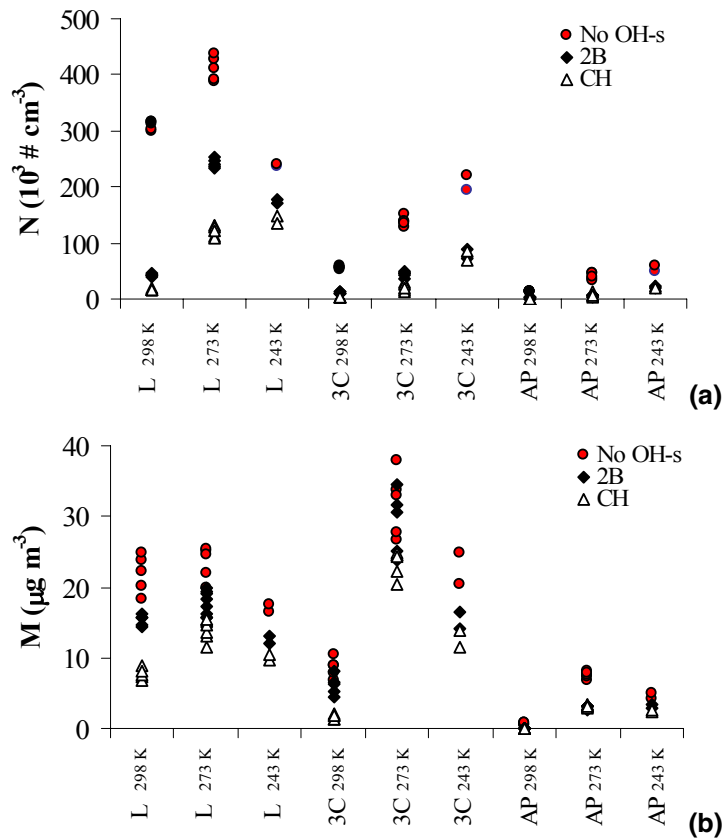 500
400
300
200
100
0
N (10³ # cm⁻³)
No OH-s
2B
CH
L 298 K
L 273 K
L 243 K
3C 298 K
3C 273 K
3C 243 K
AP 298 K
AP 273 K
AP 243 K
(a)
40
30
20
10
0
M (μg m⁻³)
No OH-s
2B
CH
L 298 K
L 273 K
L 243 K
3C 298 K
3C 273 K
3C 243 K
AP 298 K
AP 273 K
AP 243 K
(b)